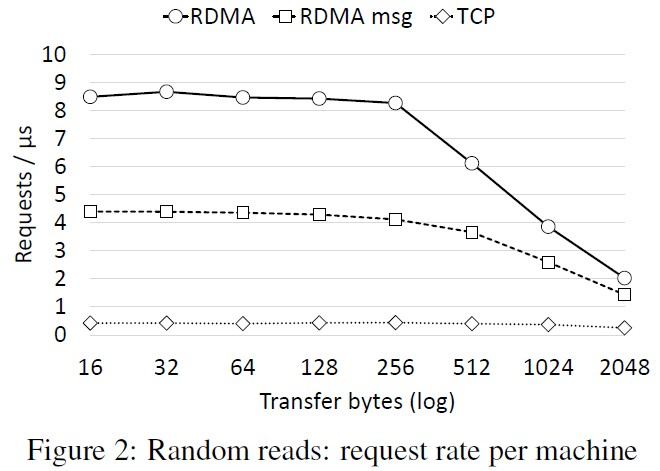 RDMA RDMA msg TCP
10
9
8
7
6
5
4
3
2
1
0
Requests / µs
16 32 64 128 256 512 1024 2048
Transfer bytes (log)
Figure 2: Random reads: request rate per machine